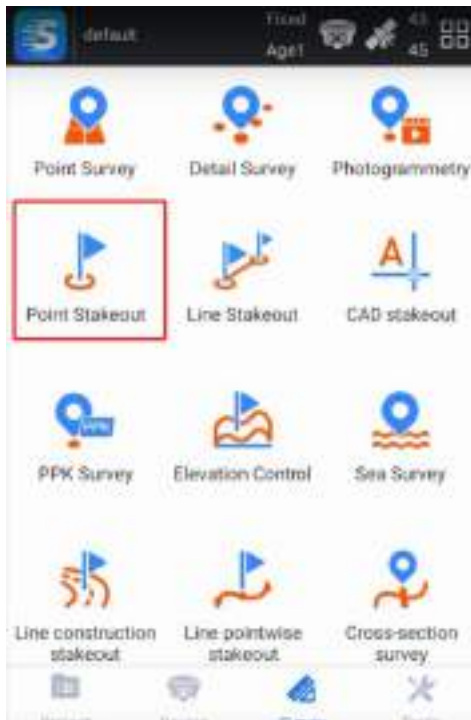 S
default
Fixed
Age1
43
45
Point Survey
Detail Survey
Photogrammetry
Point Stakeout
Line Stakeout
A
CAD stakeout
PPK
PPK Survey
Elevation Control
Sea Survey
Line construction
stakeout
Line pointwise
stakeout
Cross-section
survey